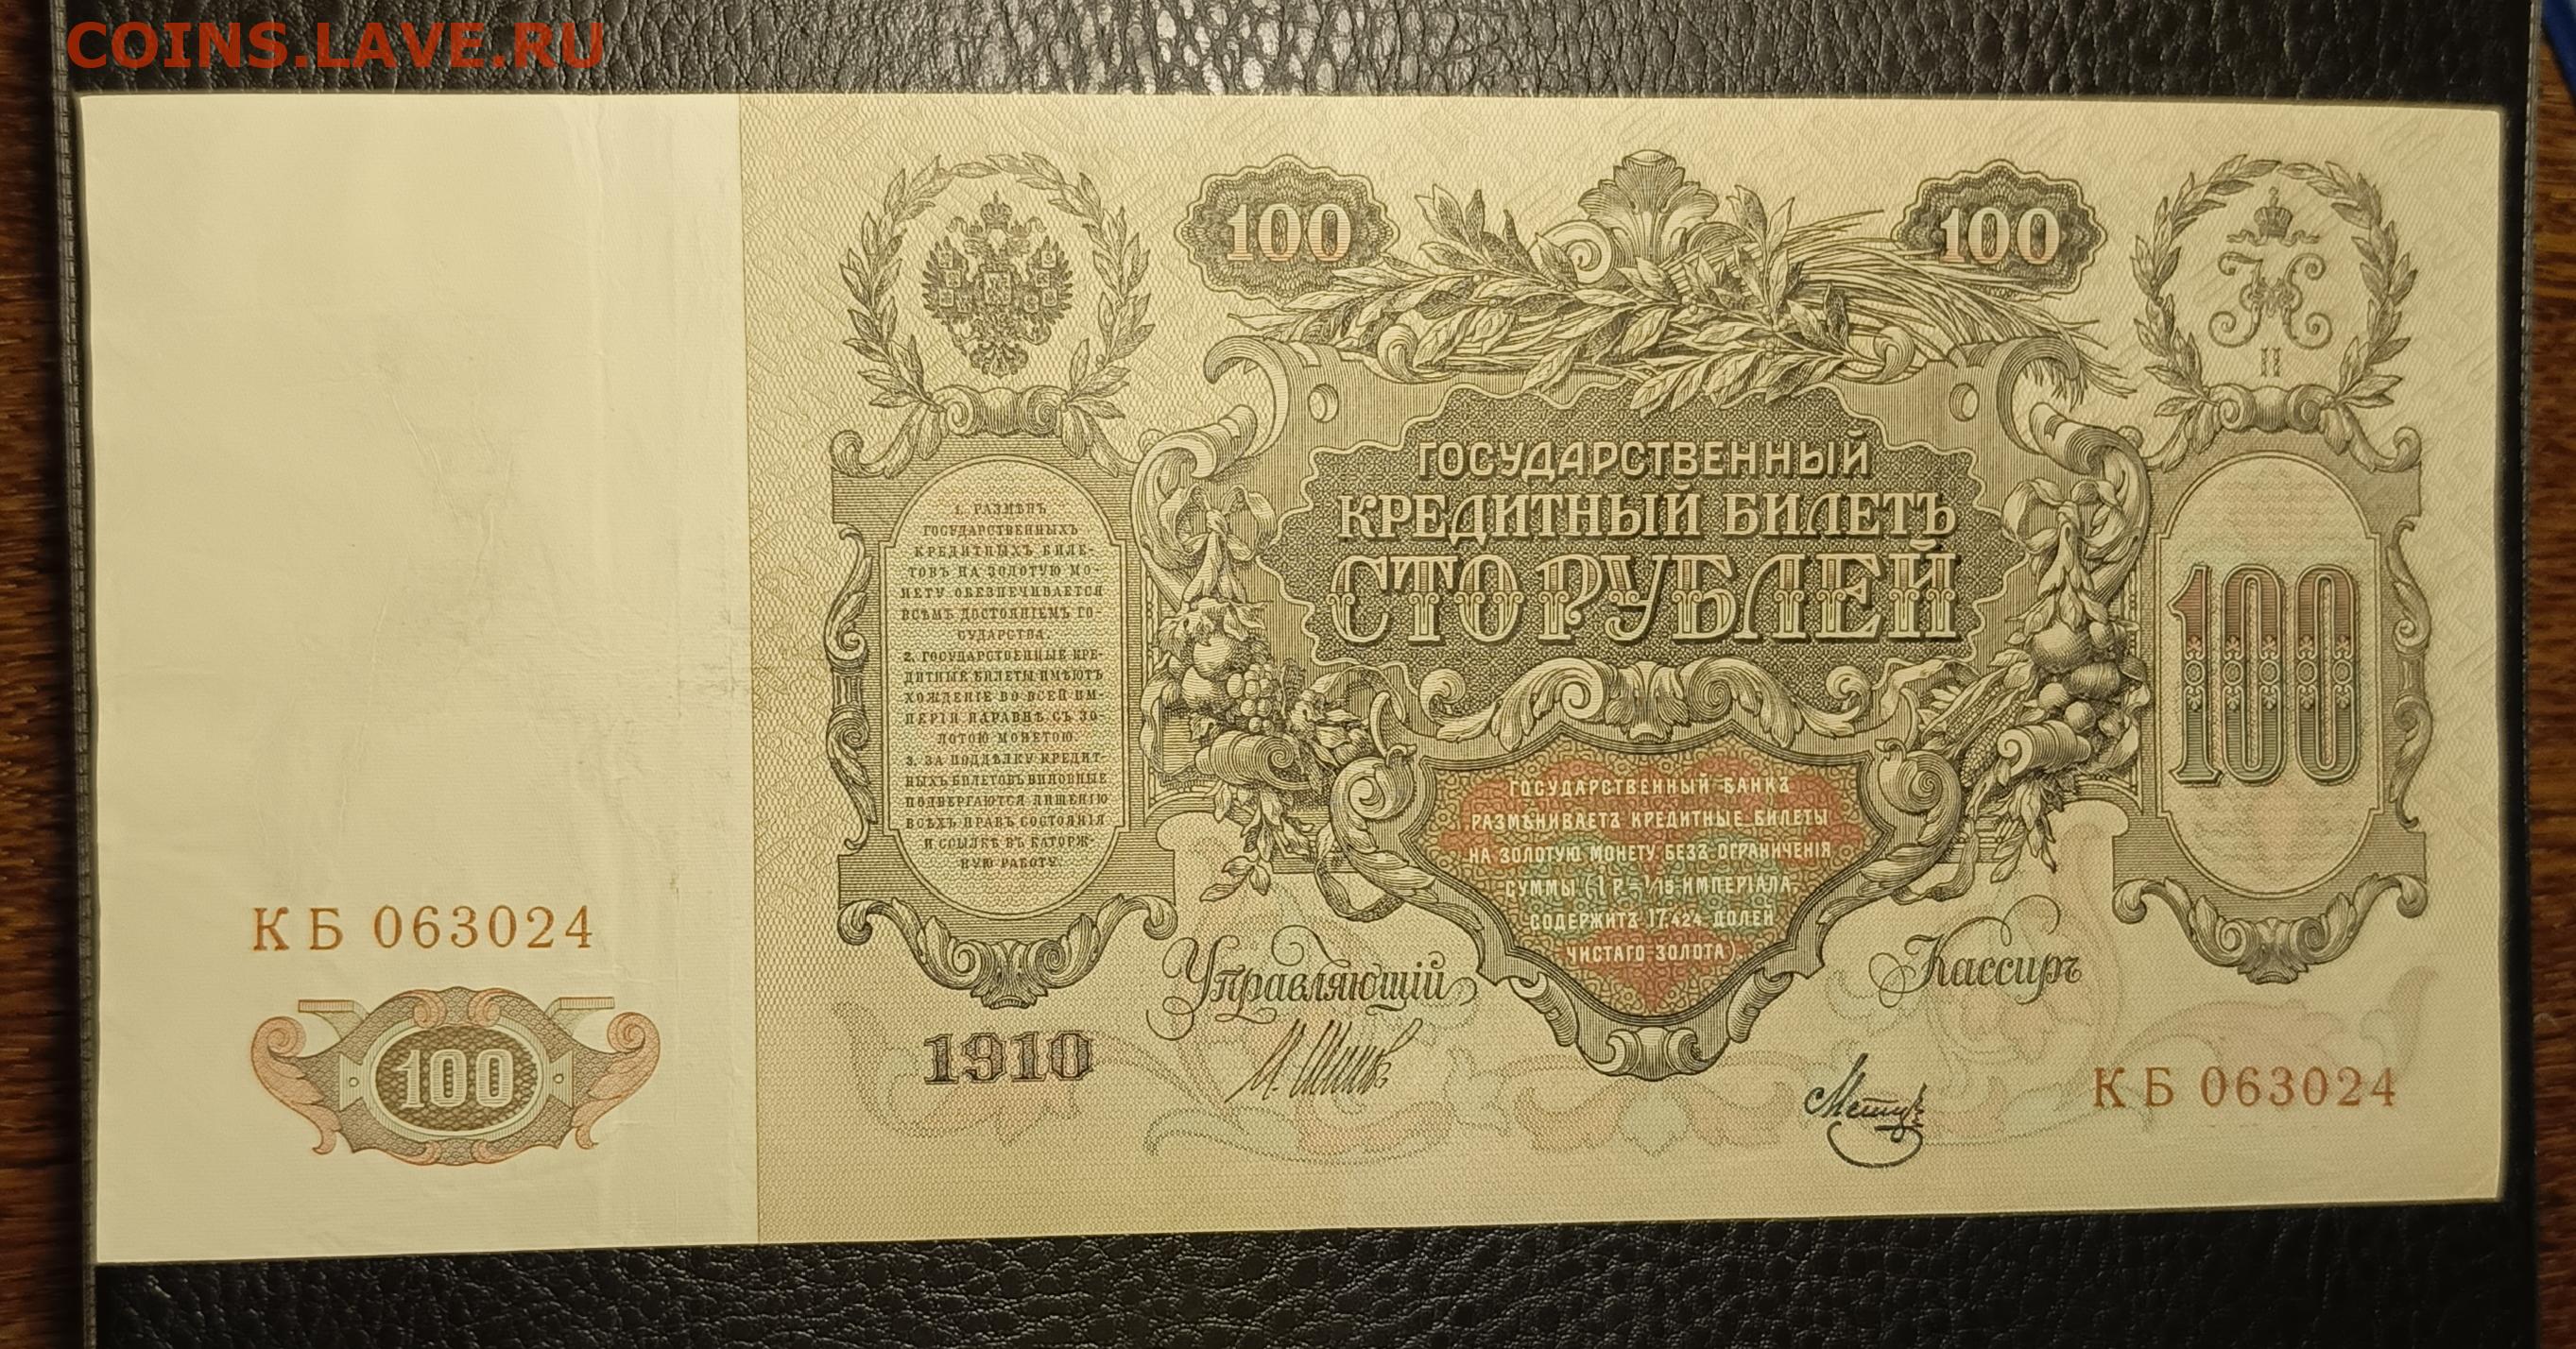 COINS.LAVE.RU
100
100
II
ГОСУДАРСТВЕННЫЙ
КРЕДИТНЫЙ БИЛЕТЪ
СТО РУБЛЕЙ
1. РАЗМѢНЪ
ГОСУДАРСТВЕННЫХЪ
КРЕДИТНЫХЪ БИЛЕ-
ТОВЪ НА ЗОЛОТУЮ МО-
НЕТУ ОБЕЗПЕЧИВАЕТСЯ
ВСѢМЪ ДОСТОЯНІЕМЪ ГО-
СУДАРСТВА.
2. ГОСУДАРСТВЕННЫЕ КРЕ-
ДИТНЫЕ БИЛЕТЫ ИМѢЮТЪ
ХОЖДЕНІЕ ВО ВСЕЙ ИМ-
ПЕРІИ НАРАВНѢ СЪ ЗО-
ЛОТОЮ МОНЕТОЮ.
3. ЗА ПОДДѢЛКУ КРЕДИТ-
НЫХЪ БИЛЕТОВЪ ВИНОВНЫЕ
ПОДВЕРГАЮТСЯ ЛИШЕНІЮ
ВСѢХЪ ПРАВЪ СОСТОЯНІЯ
И ССЫЛКѢ ВЪ КАТОРЖ-
НУЮ РАБОТУ.
100
ГОСУДАРСТВЕННЫЙ БАНКЪ
РАЗМѢНИВАЕТЪ КРЕДИТНЫЕ БИЛЕТЫ
НА ЗОЛОТУЮ МОНЕТУ БЕЗЪ ОГРАНИЧЕНІЯ
СУММЫ (1 Р.=1/15 ИМПЕРІАЛА,
СОДЕРЖИТЪ 17,424 ДОЛЕЙ
ЧИСТАГО ЗОЛОТА).
КБ 063024
100
Управляющій
Кассиръ
1910
И. Шипов
КБ 063024